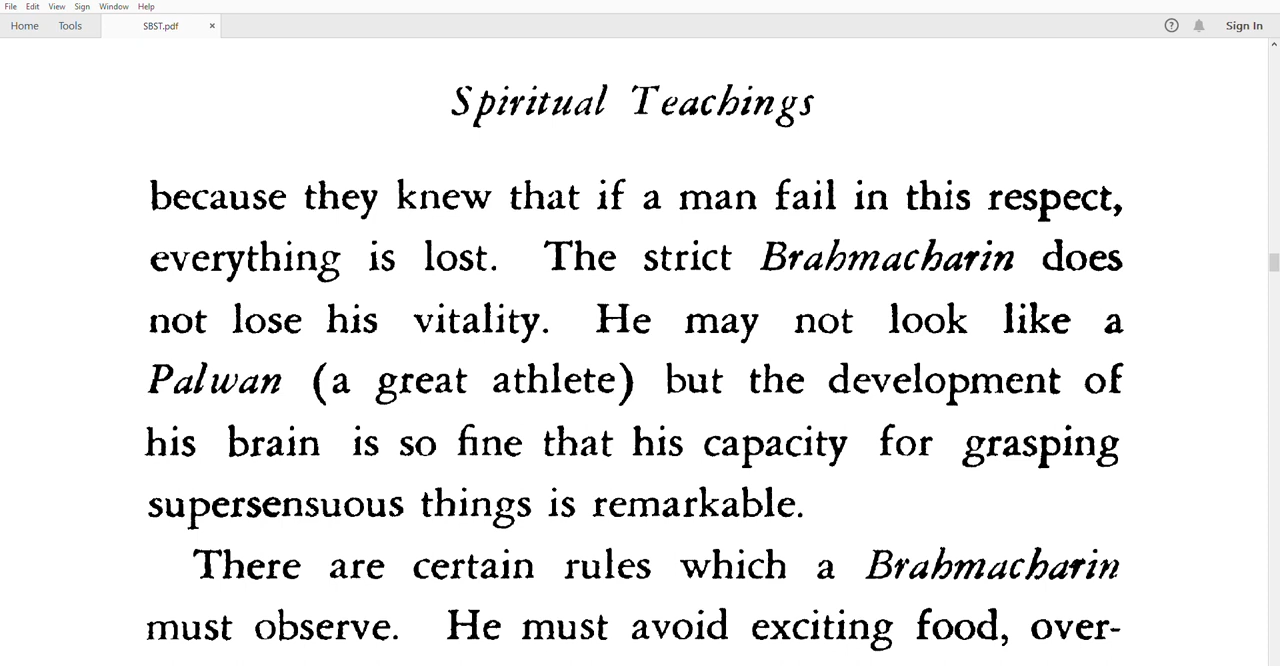 File Edit View Sign Window Help
Home Tools SBST.pdf × ? Sign In
Spiritual Teachings
because they knew that if a man fail in this respect,
everything is lost. The strict Brahmacharin does
not lose his vitality. He may not look like a
Palwan (a great athlete) but the development of
his brain is so fine that his capacity for grasping
supersensuous things is remarkable.
There are certain rules which a Brahmacharin
must observe. He must avoid exciting food, over-